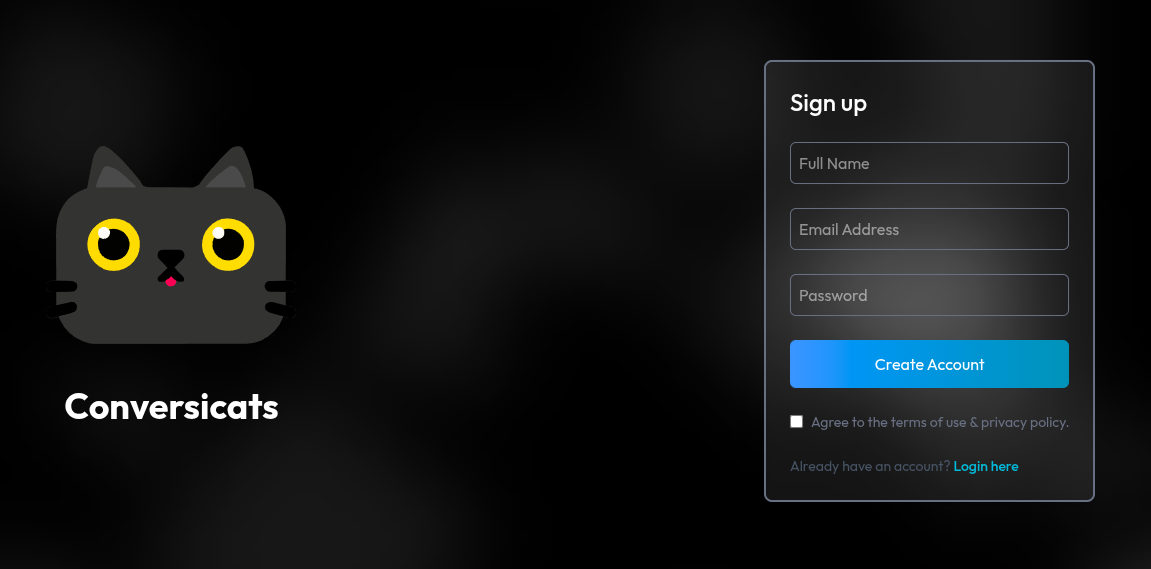 Conversicats
Sign up
Full Name
Email Address
Password
Create Account
Agree to the terms of use & privacy policy.
Already have an account? Login here